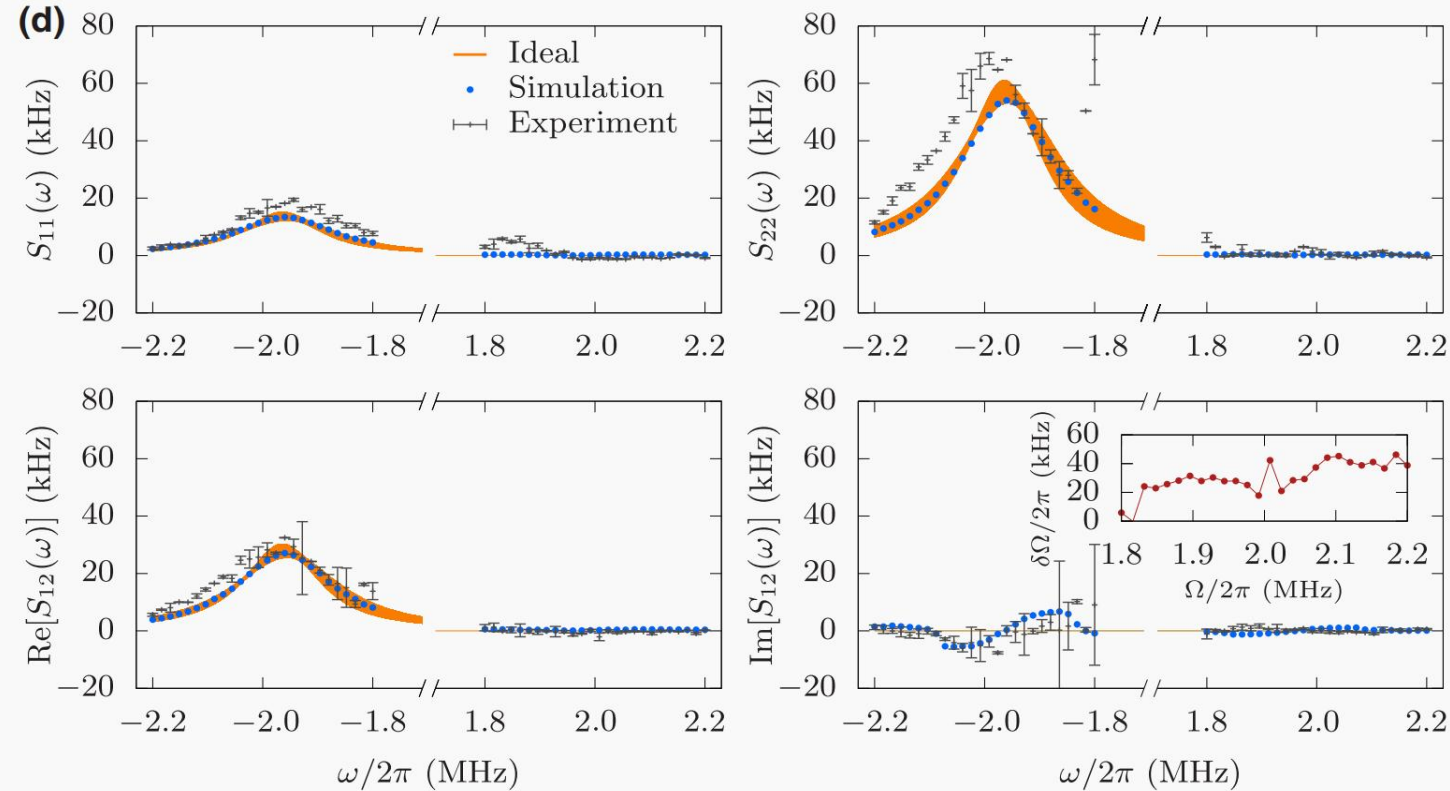 (d)
S₁₁(ω) (kHz)
80
60
40
20
0
−20
Ideal
Simulation
Experiment
−2.2 −2.0 −1.8 1.8 2.0 2.2
S₂₂(ω) (kHz)
80
60
40
20
0
−20
−2.2 −2.0 −1.8 1.8 2.0 2.2
Re[S₁₂(ω)] (kHz)
80
60
40
20
0
−20
−2.2 −2.0 −1.8 1.8 2.0 2.2
ω/2π (MHz)
Im[S₁₂(ω)] (kHz)
80
60
40
20
0
−20
δΩ/2π (kHz)
60
40
20
0
1.8 1.9 2.0 2.1 2.2
Ω/2π (MHz)
−2.2 −2.0 −1.8 1.8 2.0 2.2
ω/2π (MHz)